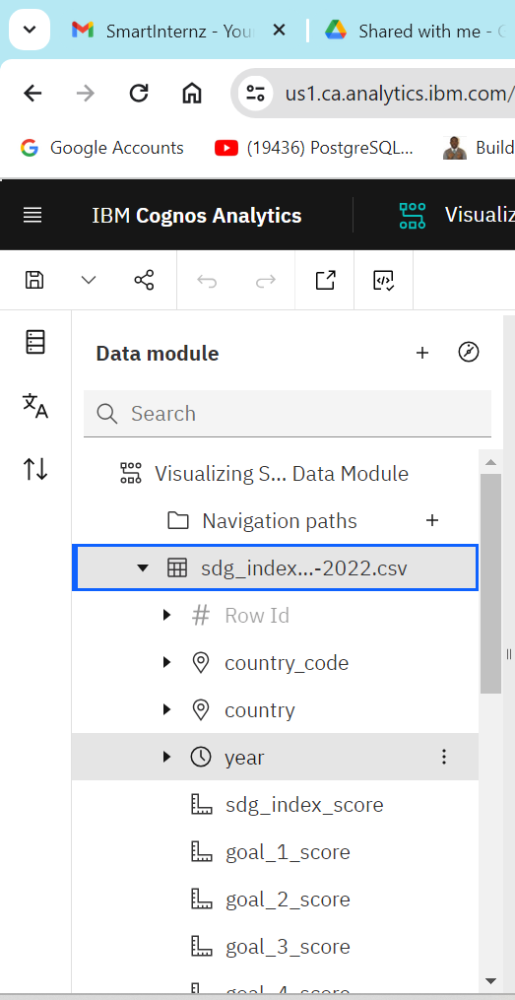 SmartInternz - You
Shared with me - G
us1.ca.analytics.ibm.com/
Google Accounts
(19436) PostgreSQL...
Build
IBM Cognos Analytics
Visualiz
Data module
Search
Visualizing S... Data Module
Navigation paths
sdg_index...-2022.csv
Row Id
country_code
country
year
sdg_index_score
goal_1_score
goal_2_score
goal_3_score
goal_4_score